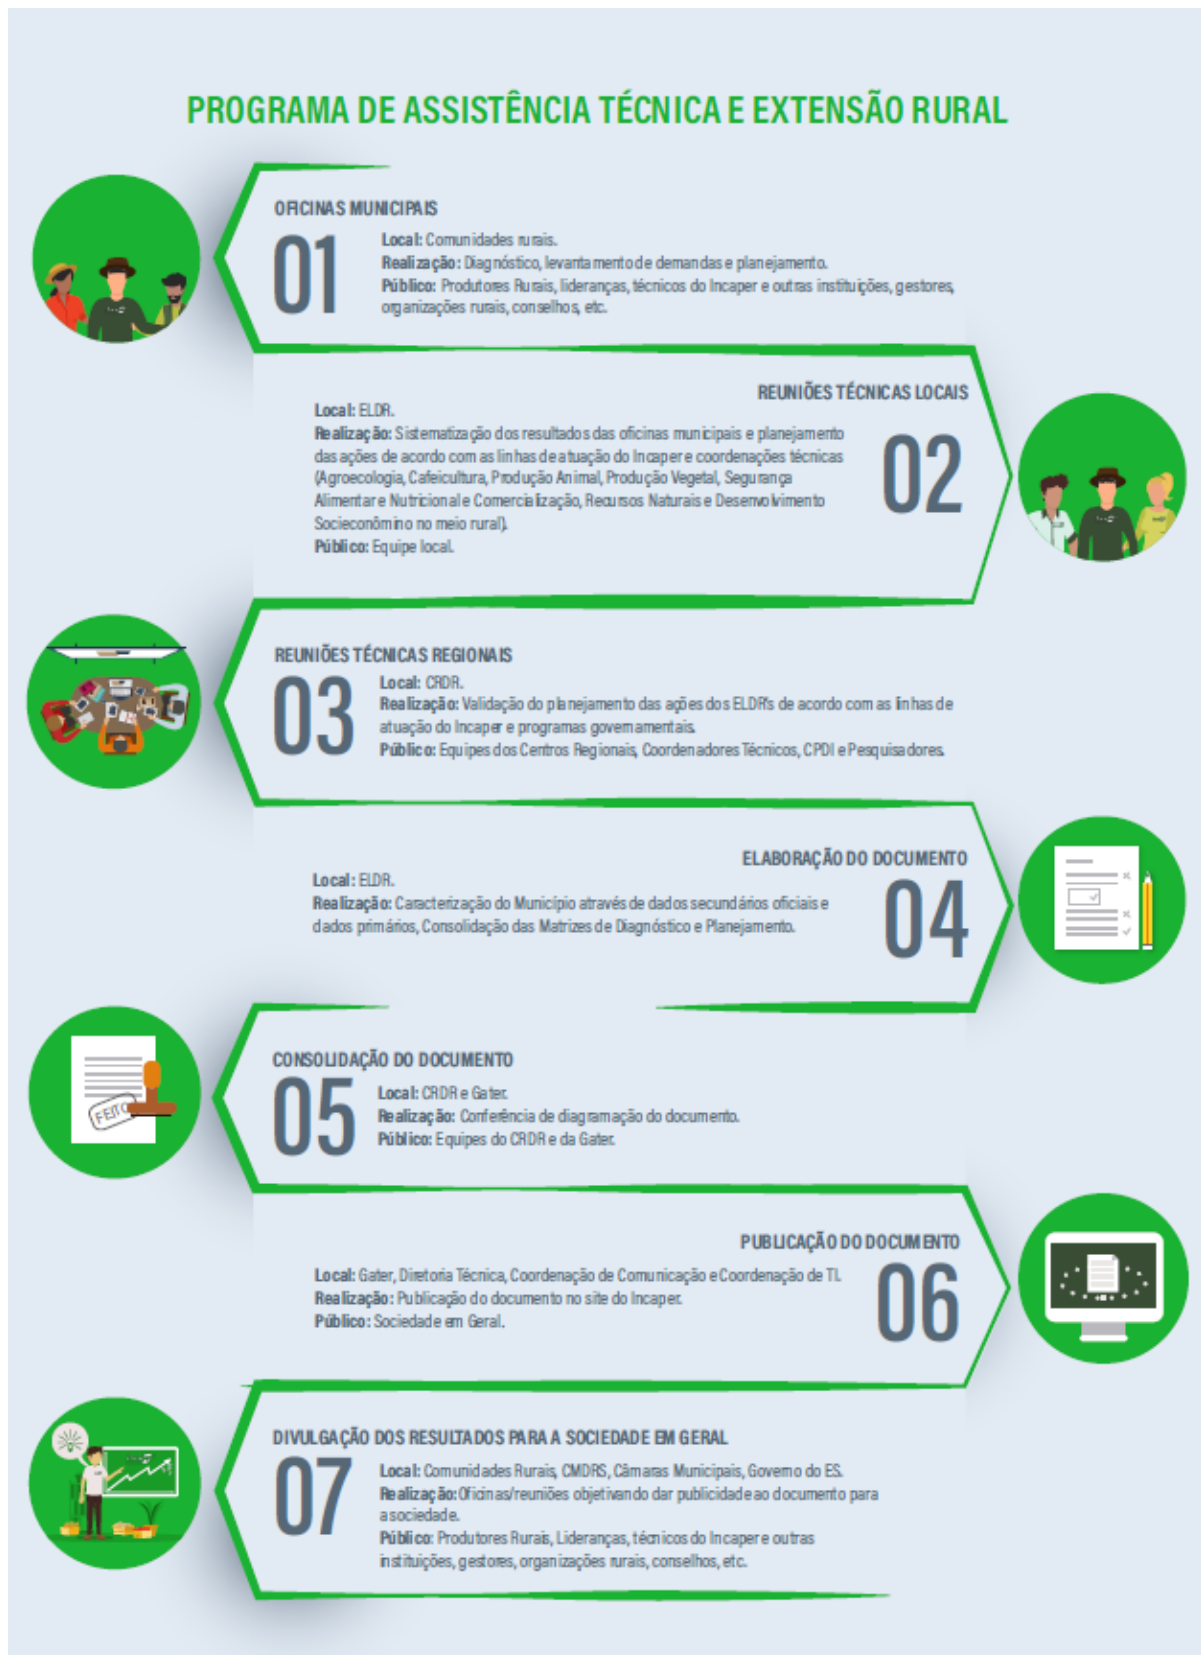 PROGRAMA DE ASSISTÊNCIA TÉCNICA E EXTENSÃO RURAL
OFICINAS MUNICIPAIS
01
Local: Comunidades rurais.
Realização: Diagnóstico, levantamento de demandas e planejamento.
Público: Produtores Rurais, lideranças, técnicos do Incaper e outras instituições, gestores,
organizações rurais, conselhos, etc.
REUNIÕES TÉCNICAS LOCAIS
02
Local: ELDR.
Realização: Sistematização dos resultados das oficinas municipais e planejamento
das ações de acordo com as linhas de atuação do Incaper e coordenações técnicas
(Agroecologia, Cafeicultura, Produção Animal, Produção Vegetal, Segurança
Alimentar e Nutricional e Comercialização, Recursos Naturais e Desenvolvimento
Socieconômino no meio rural).
Público: Equipe local.
REUNIÕES TÉCNICAS REGIONAIS
03
Local: CRDR.
Realização: Validação do planejamento das ações dos ELDR's de acordo com as linhas de
atuação do Incaper e programas governamentais.
Público: Equipes dos Centros Regionais, Coordenadores Técnicos, CPDI e Pesquisadores.
ELABORAÇÃO DO DOCUMENTO
04
Local: ELDR.
Realização: Caracterização do Município através de dados secundários oficiais e
dados primários, Consolidação das Matrizes de Diagnóstico e Planejamento.
CONSOLIDAÇÃO DO DOCUMENTO
05
Local: CRDR e Gater.
Realização: Conferência de diagramação do documento.
Público: Equipes do CRDR e da Gater.
FEITO
PUBLICAÇÃO DO DOCUMENTO
06
Local: Gater, Diretoria Técnica, Coordenação de Comunicação e Coordenação de TI.
Realização: Publicação do documento no site do Incaper.
Público: Sociedade em Geral.
DIVULGAÇÃO DOS RESULTADOS PARA A SOCIEDADE EM GERAL
07
Local: Comunidades Rurais, CMDRS, Câmaras Municipais, Governo do ES.
Realização: Oficinas/reuniões objetivando dar publicidade ao documento para
a sociedade.
Público: Produtores Rurais, Lideranças, técnicos do Incaper e outras
instituições, gestores, organizações rurais, conselhos, etc.